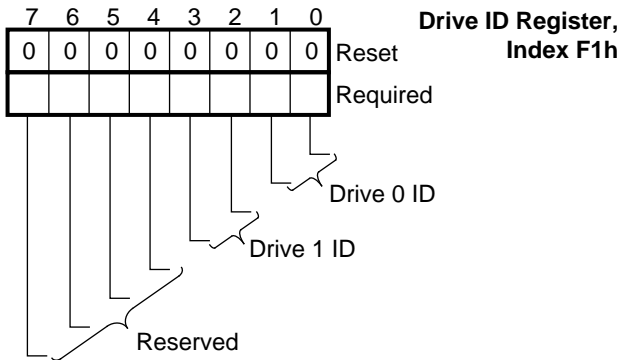 7 6 5 4 3 2 1 0
Drive ID Register,
Index F1h
0 0 0 0 0 0 0 0 Reset
Required
Drive 0 ID
Drive 1 ID
Reserved